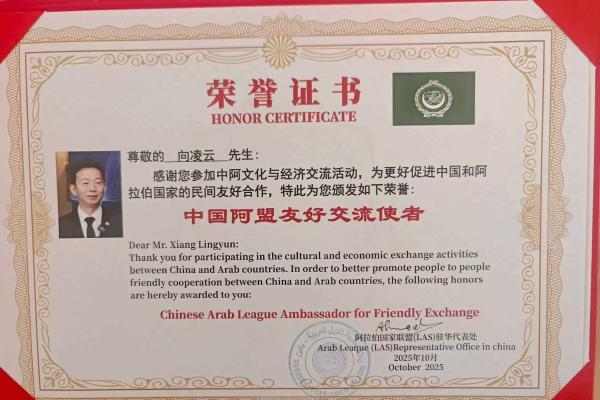 荣誉证书
HONOR CERTIFICATE
尊敬的 向凌云 先生：
感谢您参加中阿文化与经济交流活动，为更好促进中国和阿
拉伯国家的民间友好合作，特此为您颁发如下荣誉：
中国阿盟友好交流使者
Dear Mr. Xiang Lingyun:
Thank you for participating in the cultural and economic exchange activities
between China and Arab countries. In order to better promote people to people
friendly cooperation between China and Arab countries, the following honors
are hereby awarded to you:
Chinese Arab League Ambassador for Friendly Exchange
阿拉伯国家联盟(LAS)驻华代表处
Arab Leaque (LAS)Representative Office in china
2025年10月
October 2025